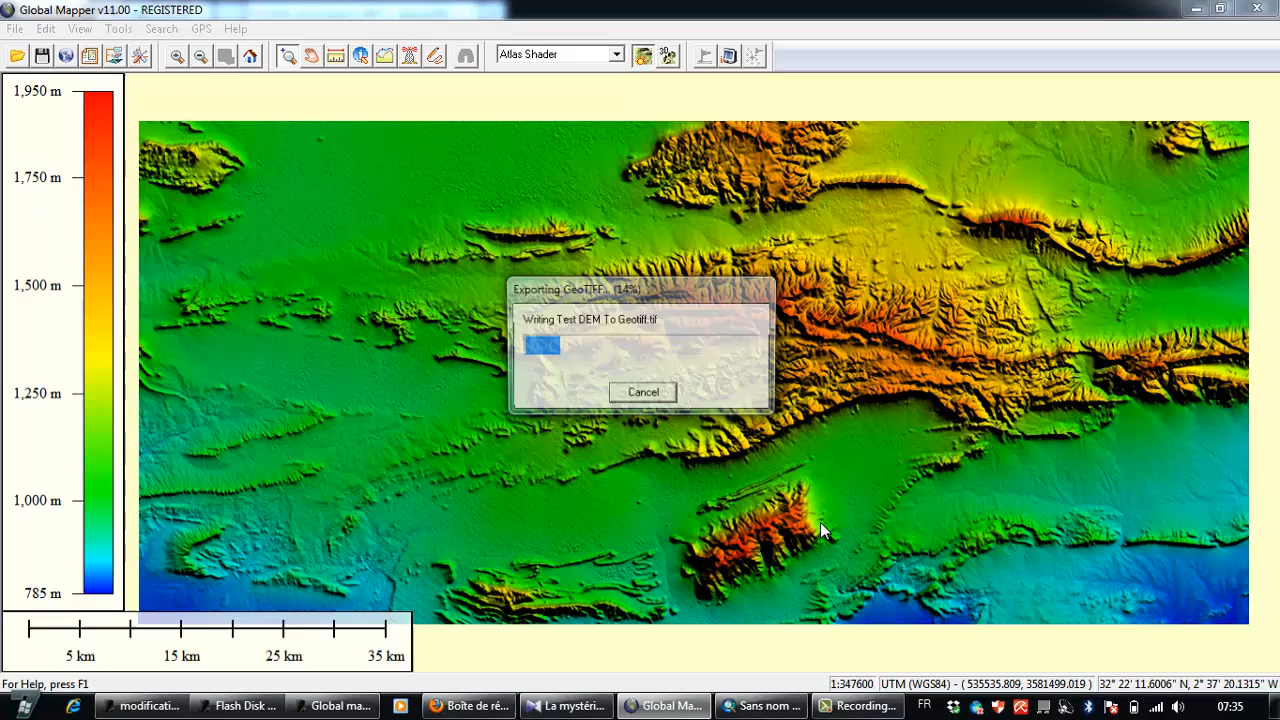 Global Mapper v11.00 - REGISTERED
File Edit View Tools Search GPS Help
Atlas Shader
3D
1,950 m
1,750 m
1,500 m
1,250 m
1,000 m
785 m
Exporting GeoTIFF... (14%)
Writing Test DEM To Geotiff.tif
Cancel
5 km 15 km 25 km 35 km
For Help, press F1
1:347600 UTM (WGS84) - ( 535535.809, 3581499.019 ) 32° 22' 11.6006" N, 2° 37' 20.1315" W
modificati... Flash Disk ... Global ma... Boîte de ré... La mystéri... Global Ma... Sans nom ... Recording... FR 07:35